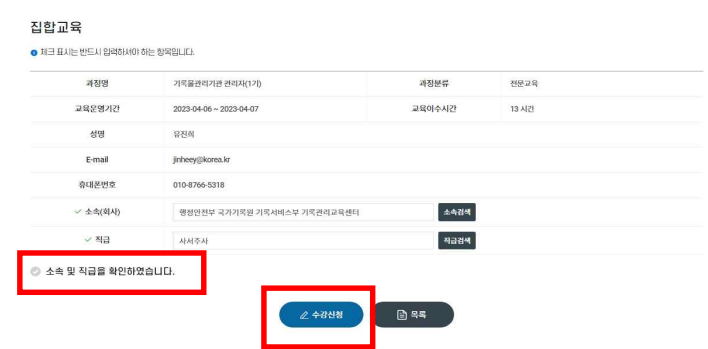 집합교육
체크 표시는 반드시 입력하셔야 하는 항목입니다.
과정명 기록물관리기관 관리자(1기) 과정분류 전문교육
교육운영기간 2023-04-06 ~ 2023-04-07 교육이수시간 13 시간
성명 유진희
E-mail jinheey@korea.kr
휴대폰번호 010-8766-5318
소속(회사) 행정안전부 국가기록원 기록서비스부 기록관리교육센터 소속검색
직급 사서주사 직급검색
소속 및 직급을 확인하였습니다.
수강신청 목록